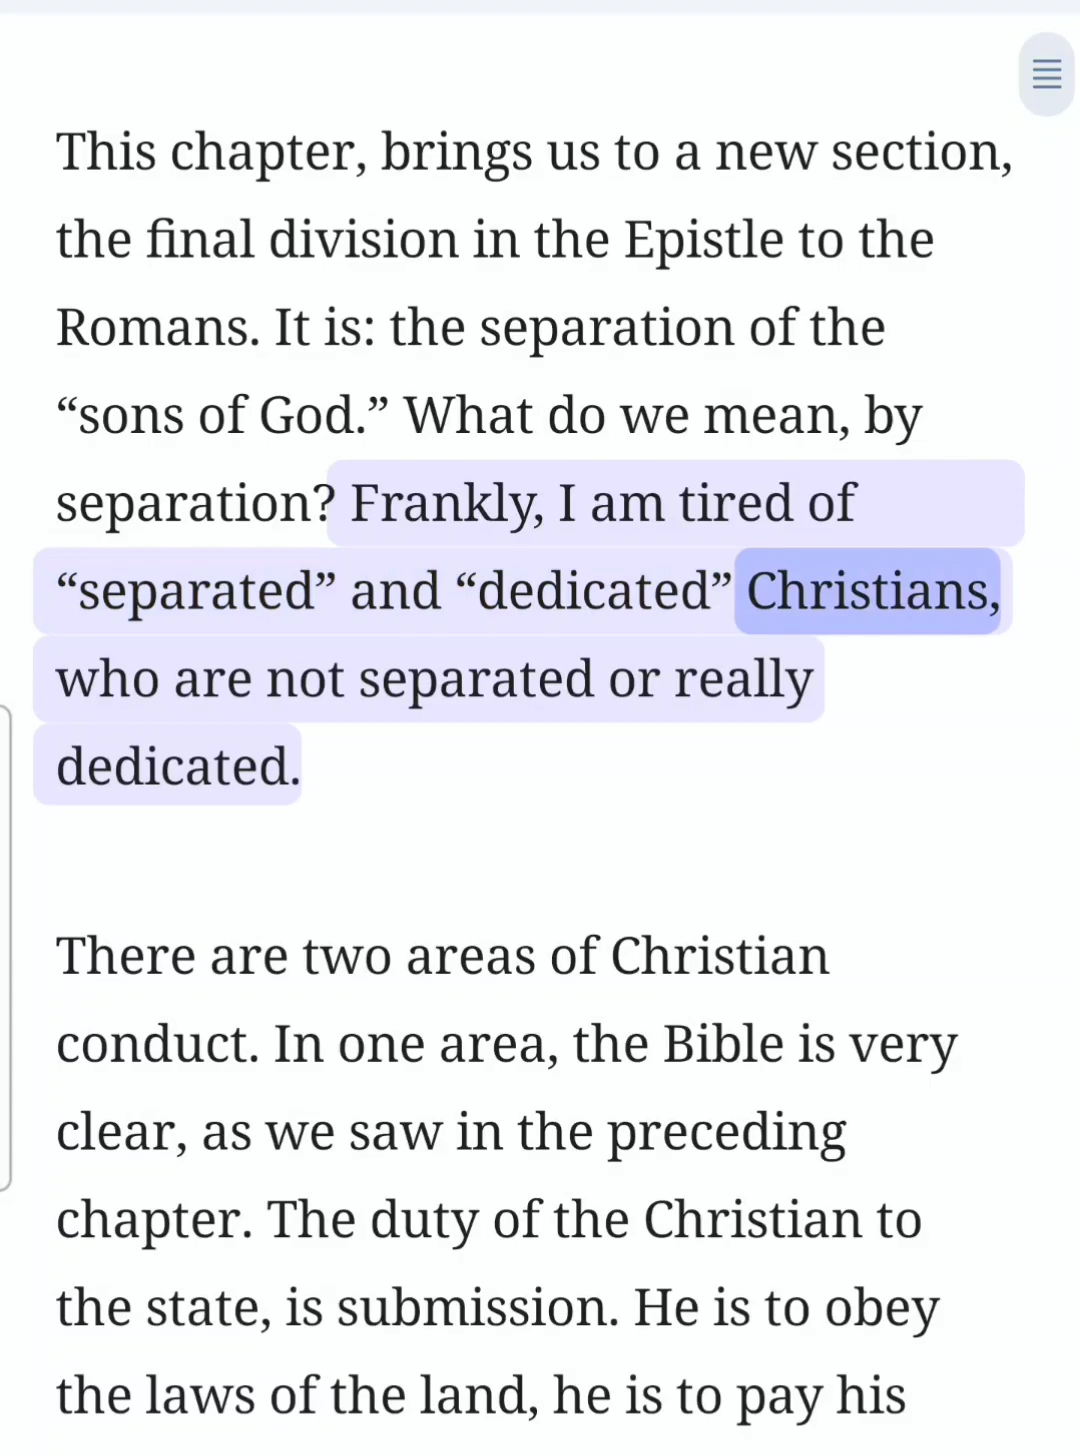 This chapter, brings us to a new section,
the final division in the Epistle to the
Romans. It is: the separation of the
“sons of God.” What do we mean, by
separation? Frankly, I am tired of
“separated” and “dedicated” Christians,
who are not separated or really
dedicated.
There are two areas of Christian
conduct. In one area, the Bible is very
clear, as we saw in the preceding
chapter. The duty of the Christian to
the state, is submission. He is to obey
the laws of the land, he is to pay his